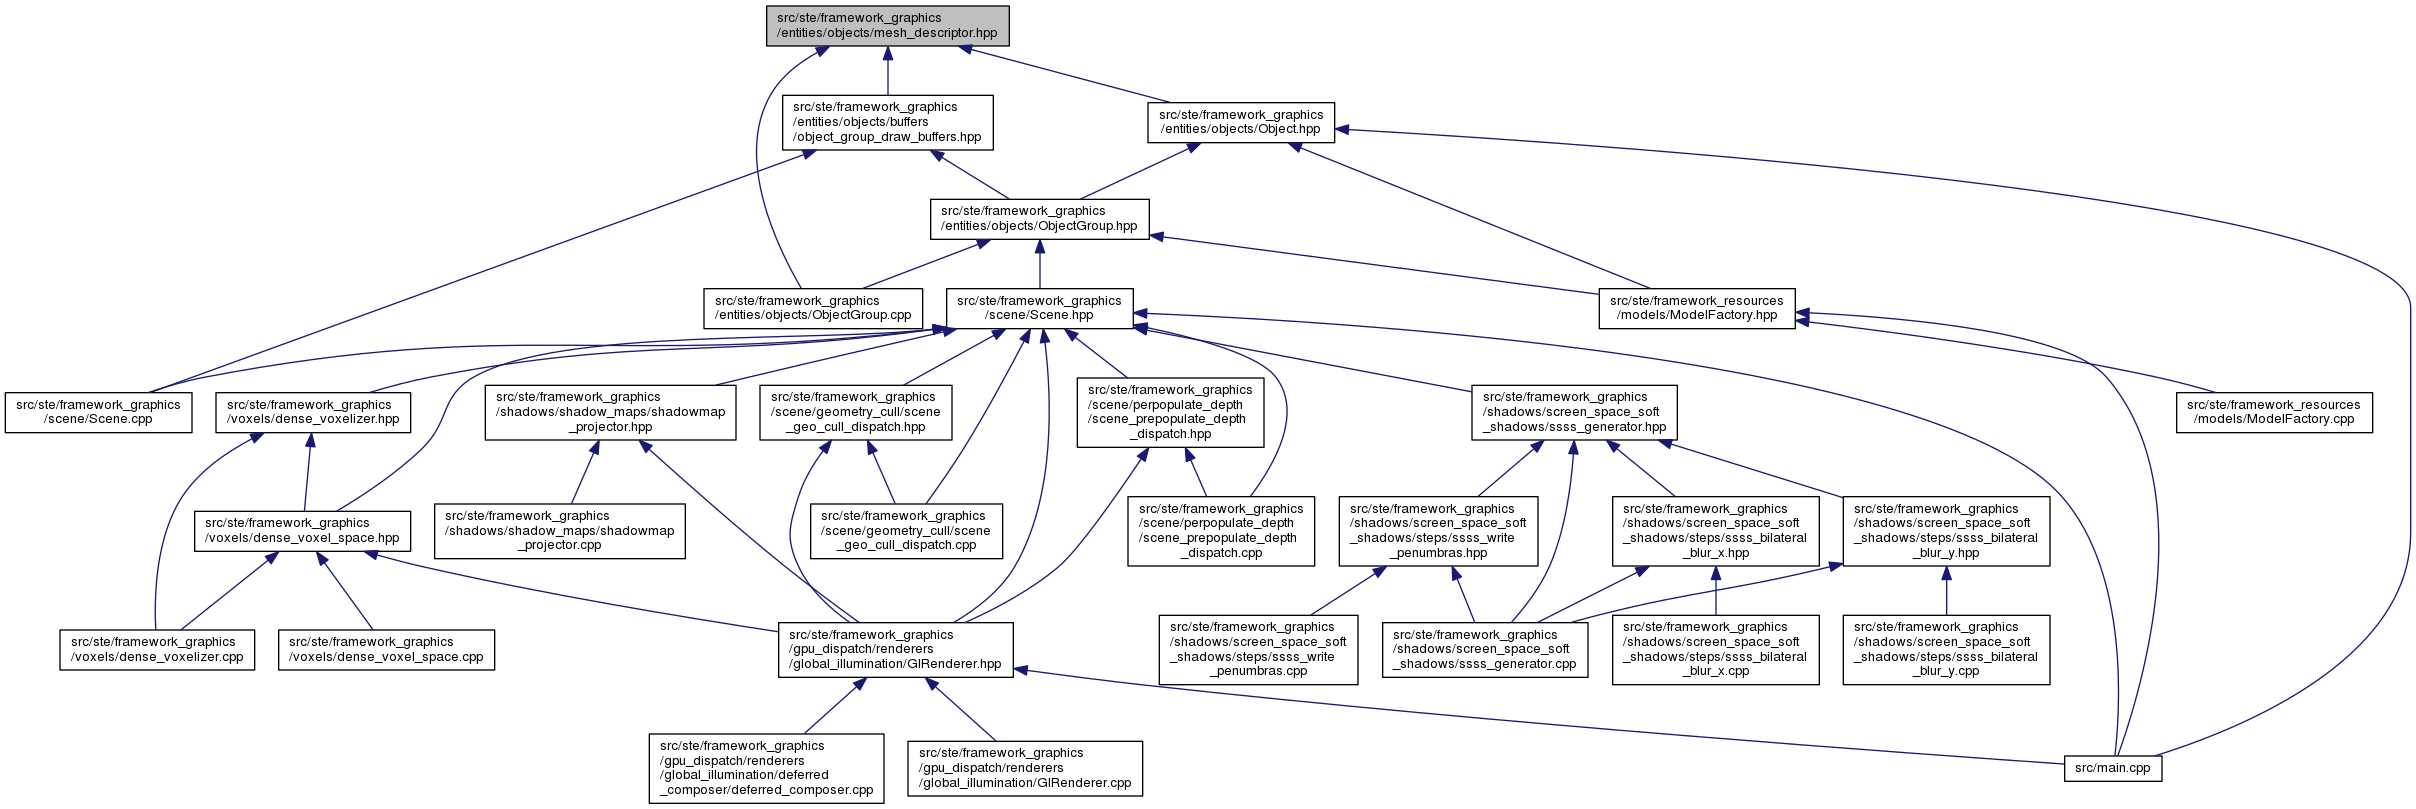 src/ste/framework_graphics
/entities/objects/mesh_descriptor.hpp
src/ste/framework_graphics
/entities/objects/buffers
/object_group_draw_buffers.hpp
src/ste/framework_graphics
/entities/objects/Object.hpp
src/ste/framework_graphics
/entities/objects/ObjectGroup.hpp
src/ste/framework_graphics
/entities/objects/ObjectGroup.cpp
src/ste/framework_graphics
/scene/Scene.hpp
src/ste/framework_resources
/models/ModelFactory.hpp
src/ste/framework_graphics
/scene/Scene.cpp
src/ste/framework_graphics
/voxels/dense_voxelizer.hpp
src/ste/framework_graphics
/shadows/shadow_maps/shadowmap
_projector.hpp
src/ste/framework_graphics
/scene/geometry_cull/scene
_geo_cull_dispatch.hpp
src/ste/framework_graphics
/scene/perpopulate_depth
/scene_prepopulate_depth
_dispatch.hpp
src/ste/framework_graphics
/shadows/screen_space_soft
_shadows/ssss_generator.hpp
src/ste/framework_resources
/models/ModelFactory.cpp
src/ste/framework_graphics
/voxels/dense_voxel_space.hpp
src/ste/framework_graphics
/shadows/shadow_maps/shadowmap
_projector.cpp
src/ste/framework_graphics
/scene/geometry_cull/scene
_geo_cull_dispatch.cpp
src/ste/framework_graphics
/scene/perpopulate_depth
/scene_prepopulate_depth
_dispatch.cpp
src/ste/framework_graphics
/shadows/screen_space_soft
_shadows/steps/ssss_write
_penumbras.hpp
src/ste/framework_graphics
/shadows/screen_space_soft
_shadows/steps/ssss_bilateral
_blur_x.hpp
src/ste/framework_graphics
/shadows/screen_space_soft
_shadows/steps/ssss_bilateral
_blur_y.hpp
src/ste/framework_graphics
/voxels/dense_voxelizer.cpp
src/ste/framework_graphics
/voxels/dense_voxel_space.cpp
src/ste/framework_graphics
/gpu_dispatch/renderers
/global_illumination/GIRenderer.hpp
src/ste/framework_graphics
/shadows/screen_space_soft
_shadows/steps/ssss_write
_penumbras.cpp
src/ste/framework_graphics
/shadows/screen_space_soft
_shadows/ssss_generator.cpp
src/ste/framework_graphics
/shadows/screen_space_soft
_shadows/steps/ssss_bilateral
_blur_x.cpp
src/ste/framework_graphics
/shadows/screen_space_soft
_shadows/steps/ssss_bilateral
_blur_y.cpp
src/ste/framework_graphics
/gpu_dispatch/renderers
/global_illumination/deferred
_composer/deferred_composer.cpp
src/ste/framework_graphics
/gpu_dispatch/renderers
/global_illumination/GIRenderer.cpp
src/main.cpp